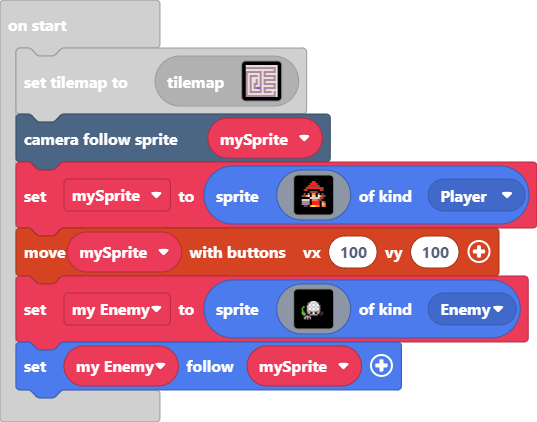 on start
set tilemap to tilemap
camera follow sprite mySprite
set mySprite to sprite of kind Player
move mySprite with buttons vx 100 vy 100
set my Enemy to sprite of kind Enemy
set my Enemy follow mySprite